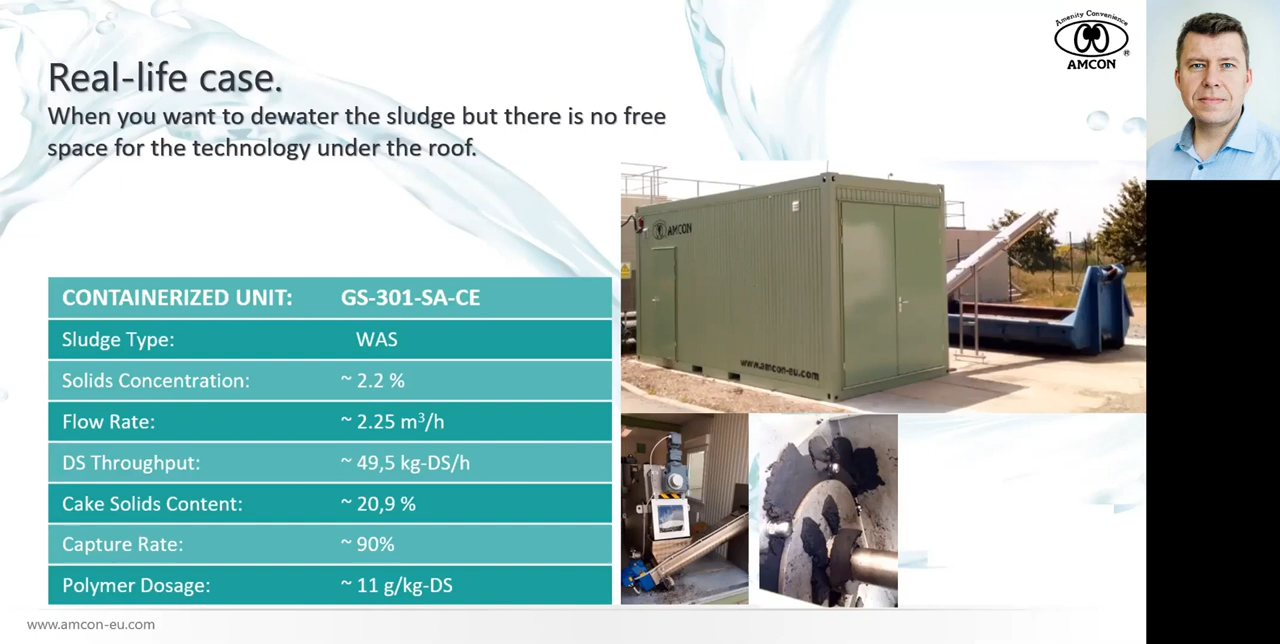 Amenity Convenience
AMCON
®
Real-life case.
When you want to dewater the sludge but there is no free
space for the technology under the roof.
AMCON
www.amcon-eu.com
CONTAINERIZED UNIT: GS-301-SA-CE
Sludge Type: WAS
Solids Concentration: ~ 2.2 %
Flow Rate: ~ 2.25 m³/h
DS Throughput: ~ 49,5 kg-DS/h
Cake Solids Content: ~ 20,9 %
Capture Rate: ~ 90%
Polymer Dosage: ~ 11 g/kg-DS
www.amcon-eu.com